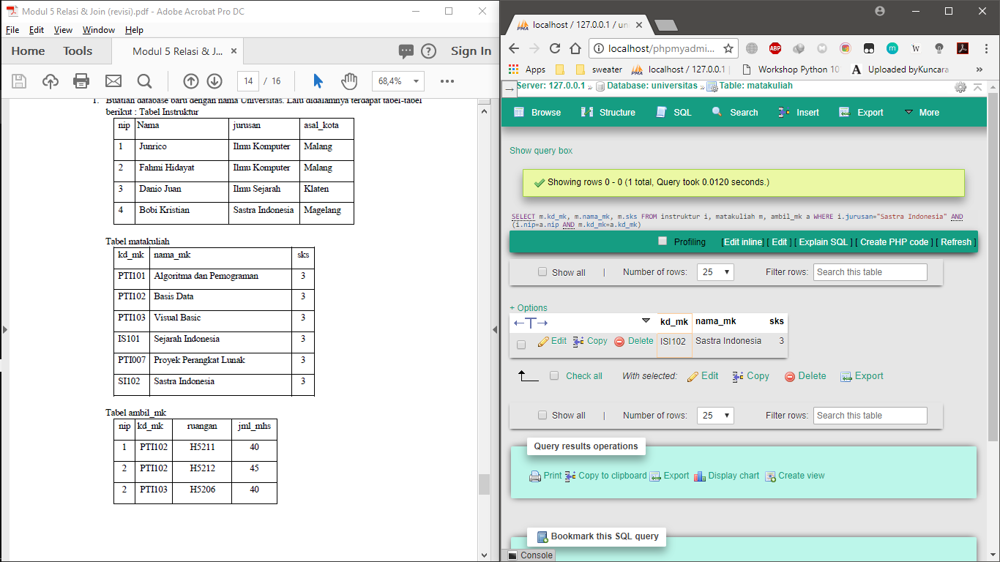 Modul 5 Relasi & Join (revisi).pdf - Adobe Acrobat Pro DC
File Edit View Window Help
Home Tools Modul 5 Relasi & J... × Sign In
14 / 16 68,4%
1. Buatlah database baru dengan nama Universitas. Lalu didalamnya terdapat tabel-tabel
berikut : Tabel Instruktur
nip Nama jurusan asal_kota
1 Junrico Ilmu Komputer Malang
2 Fahmi Hidayat Ilmu Komputer Malang
3 Danio Juan Ilmu Sejarah Klaten
4 Bobi Kristian Sastra Indonesia Magelang
Tabel matakuliah
kd_mk nama_mk sks
PTI101 Algoritma dan Pemograman 3
PTI102 Basis Data 3
PTI103 Visual Basic 3
IS101 Sejarah Indonesia 3
PTI007 Proyek Perangkat Lunak 3
SI102 Sastra Indonesia 3
Tabel ambil_mk
nip kd_mk ruangan jml_mhs
1 PTI102 H5211 40
2 PTI102 H5212 45
2 PTI103 H5206 40
PMA localhost / 127.0.0.1 / un ×
localhost/phpmyadmi...
ABP m W
Apps sweater PMA localhost / 127.0.0.1 | Workshop Python 10 A Uploaded byKuncara »
Server: 127.0.0.1 » Database: universitas » Table: matakuliah
Browse Structure SQL Search Insert Export More
Show query box
Showing rows 0 - 0 (1 total, Query took 0.0120 seconds.)
SELECT m.kd_mk, m.nama_mk, m.sks FROM instruktur i, matakuliah m, ambil_mk a WHERE i.jurusan="Sastra Indonesia" AND
(i.nip=a.nip AND m.kd_mk=a.kd_mk)
Profiling [Edit inline] [ Edit ] [ Explain SQL ] [ Create PHP code ] [ Refresh ]
Show all | Number of rows: 25 Filter rows: Search this table
+ Options
←T→ kd_mk nama_mk sks
Edit Copy Delete ISI102 Sastra Indonesia 3
Check all With selected: Edit Copy Delete Export
Show all | Number of rows: 25 Filter rows: Search this table
Query results operations
Print Copy to clipboard Export Display chart Create view
Bookmark this SQL query
Console